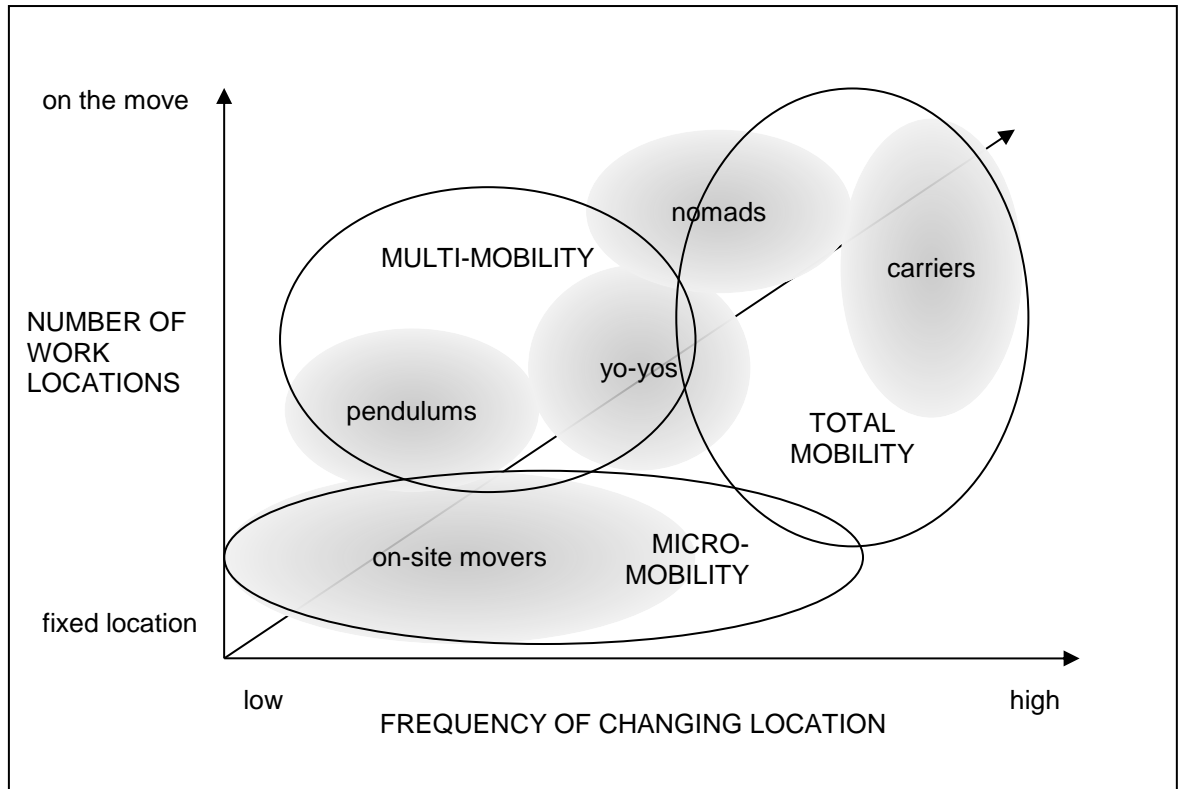 on the move
nomads
MULTI-MOBILITY
carriers
NUMBER OF
WORK
LOCATIONS
yo-yos
pendulums
TOTAL
MOBILITY
on-site movers
MICRO-
MOBILITY
fixed location
low
high
FREQUENCY OF CHANGING LOCATION